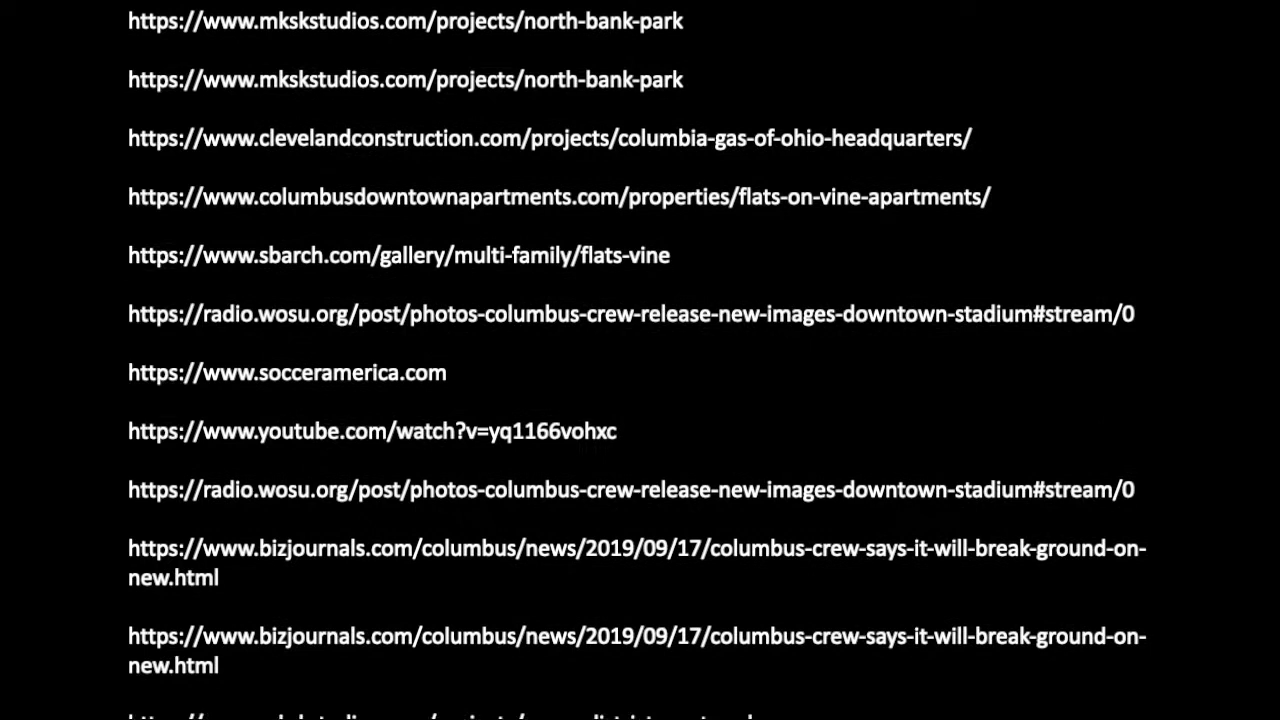 https://www.mkskstudios.com/projects/north-bank-park
https://www.mkskstudios.com/projects/north-bank-park
https://www.clevelandconstruction.com/projects/columbia-gas-of-ohio-headquarters/
https://www.columbusdowntownapartments.com/properties/flats-on-vine-apartments/
https://www.sbarch.com/gallery/multi-family/flats-vine
https://radio.wosu.org/post/photos-columbus-crew-release-new-images-downtown-stadium#stream/0
https://www.socceramerica.com
https://www.youtube.com/watch?v=yq1166vohxc
https://radio.wosu.org/post/photos-columbus-crew-release-new-images-downtown-stadium#stream/0
https://www.bizjournals.com/columbus/news/2019/09/17/columbus-crew-says-it-will-break-ground-on-
new.html
https://www.bizjournals.com/columbus/news/2019/09/17/columbus-crew-says-it-will-break-ground-on-
new.html